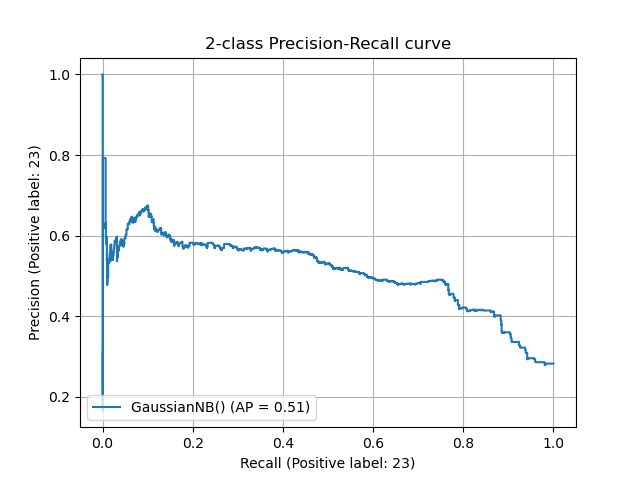 2-class Precision-Recall curve
1.0
0.8
0.6
0.4
0.2
Precision (Positive label: 23)
GaussianNB() (AP = 0.51)
0.0 0.2 0.4 0.6 0.8 1.0
Recall (Positive label: 23)